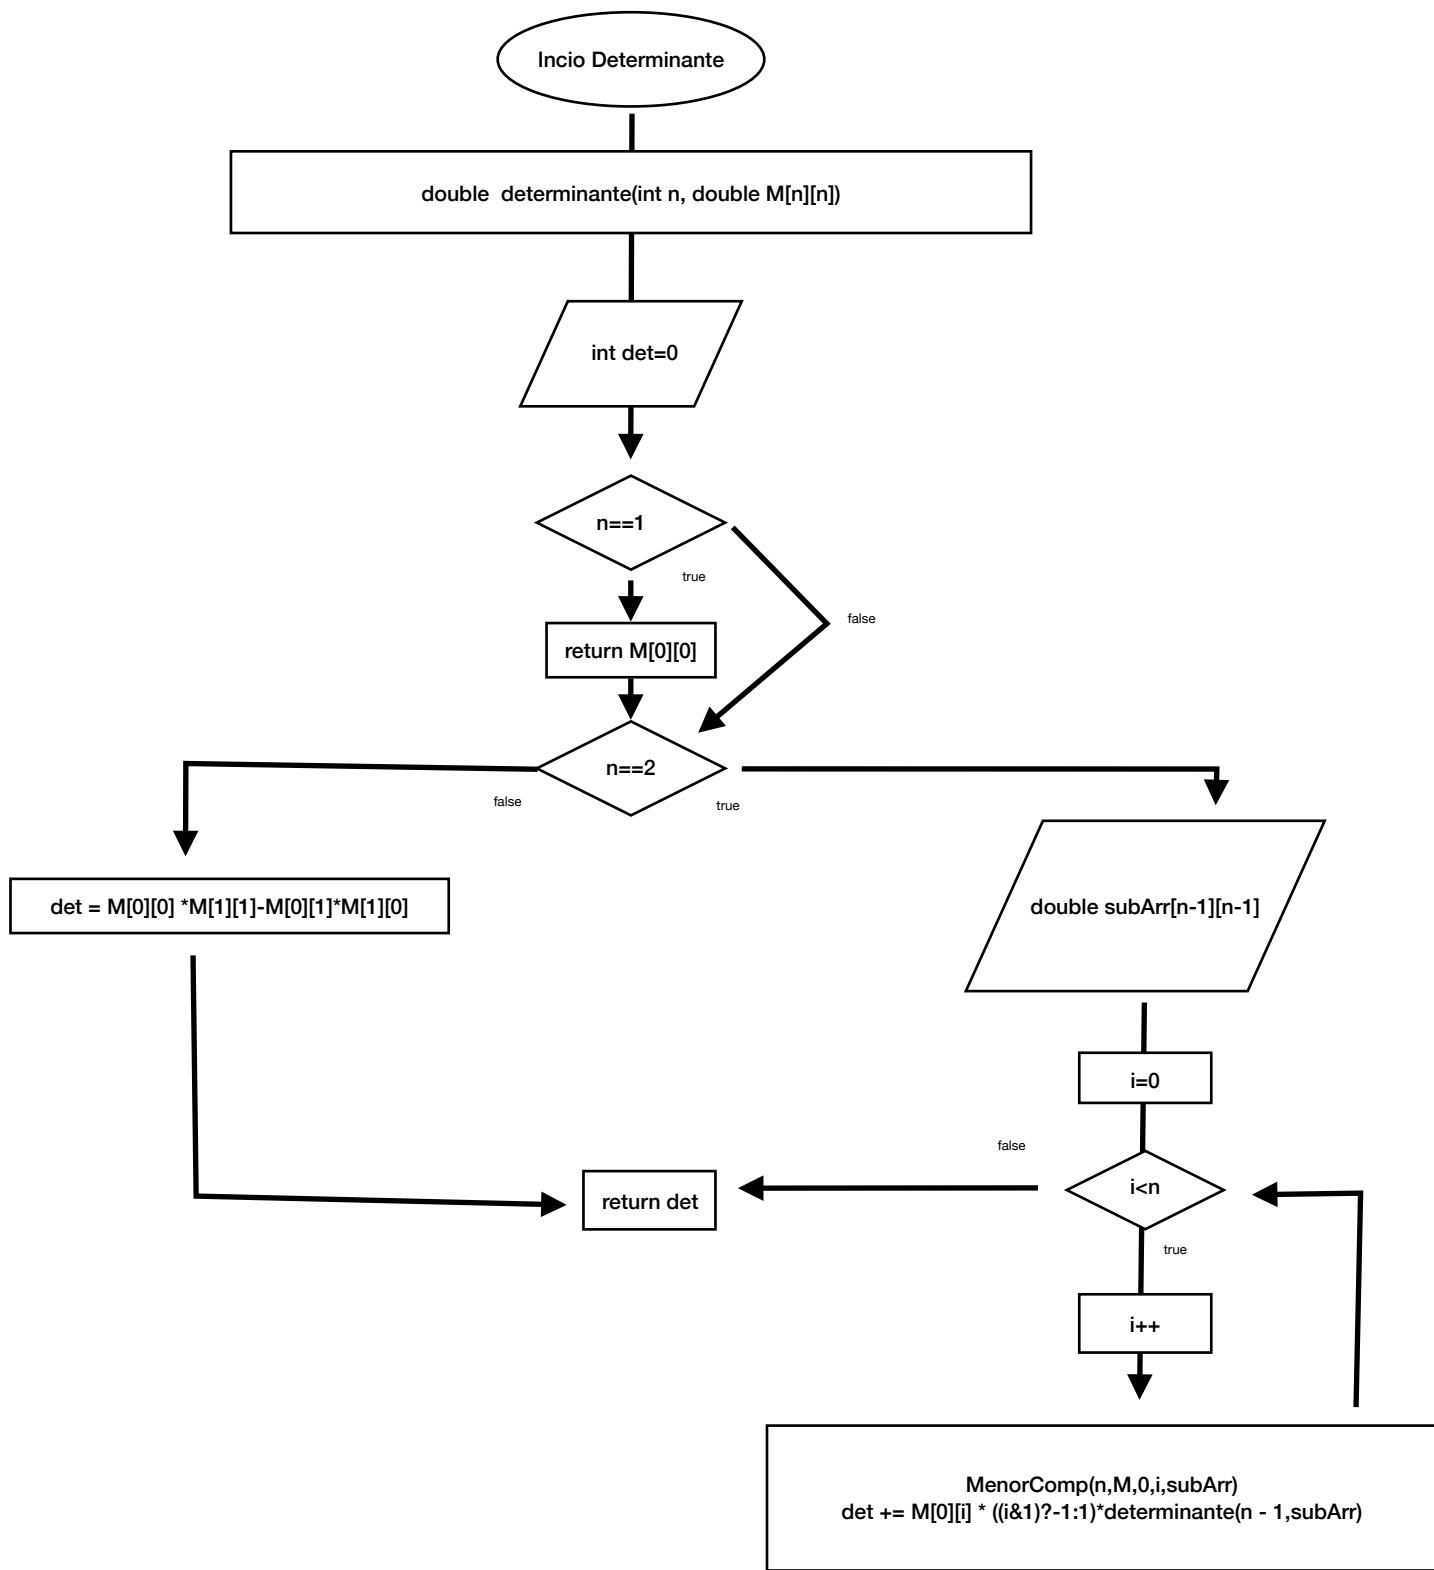 Incio Determinante
double  determinante(int n, double M[n][n])
int det=0
n==1
true
false
return M[0][0]
n==2
false
true
det = M[0][0] *M[1][1]-M[0][1]*M[1][0]
double subArr[n-1][n-1]
i=0
false
return det
i<n
true
i++
MenorComp(n,M,0,i,subArr)
det += M[0][i] * ((i&1)?-1:1)*determinante(n - 1,subArr)